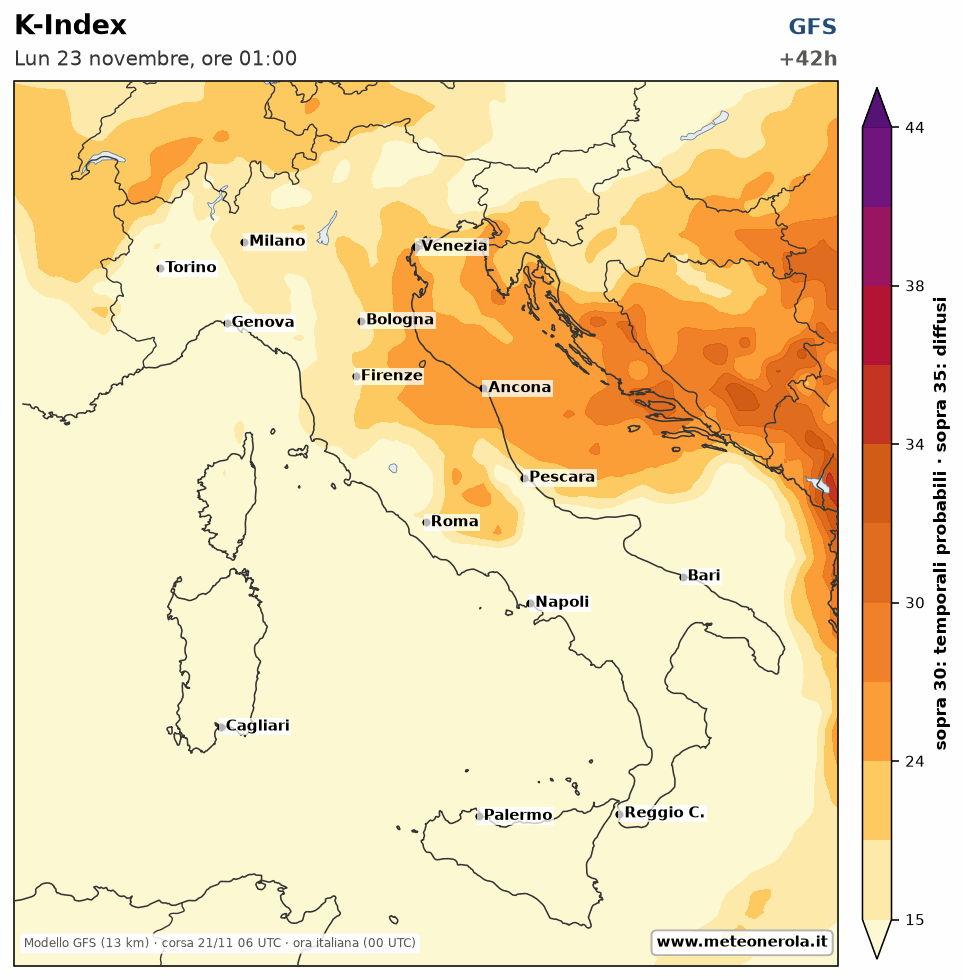 K-Index
GFS
Lun 23 novembre, ore 01:00
+42h
Milano
Venezia
Torino
Genova
Bologna
Firenze
Ancona
Pescara
Roma
Bari
Napoli
Cagliari
Palermo
Reggio C.
44
38
34
30
24
15
sopra 30: temporali probabili · sopra 35: diffusi
Modello GFS (13 km) · corsa 21/11 06 UTC · ora italiana (00 UTC)
www.meteonerola.it